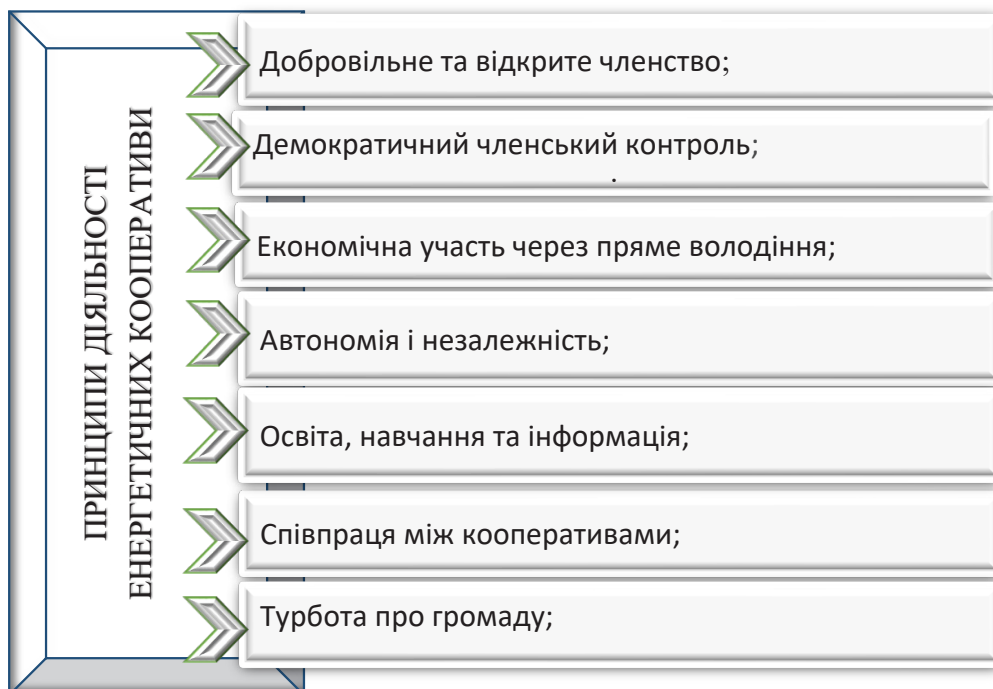 ПРИНЦИПИ ДІЯЛЬНОСТІ
ЕНЕРГЕТИЧНИХ КООПЕРАТИВИ
Добровільне та відкрите членство;
Демократичний членський контроль;
.
Економічна участь через пряме володіння;
Автономія і незалежність;
Освіта, навчання та інформація;
Співпраця між кооперативами;
Турбота про громаду;